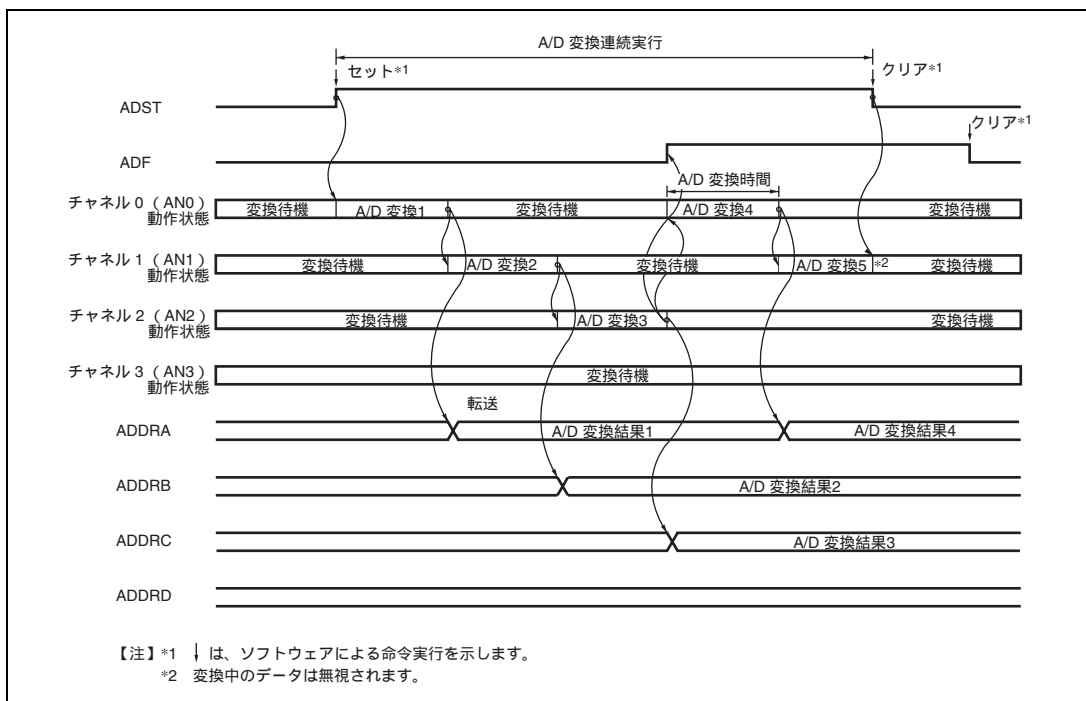 A/D 変換連続実行
セット*1
クリア*1
ADST
クリア*1
ADF
A/D 変換時間
チャネル 0 ( AN0 )
動作状態
変換待機 A/D 変換1 変換待機 A/D 変換4 変換待機
チャネル 1 ( AN1 )
動作状態
変換待機 A/D 変換2 変換待機 A/D 変換5 *2 変換待機
チャネル 2 ( AN2 )
動作状態
変換待機 A/D 変換3 変換待機
チャネル 3 ( AN3 )
動作状態
変換待機
転送
ADDRA A/D 変換結果1 A/D 変換結果4
ADDRB A/D 変換結果2
ADDRC A/D 変換結果3
ADDRD
【注】*1 ↓ は、ソフトウェアによる命令実行を示します。
*2 変換中のデータは無視されます。